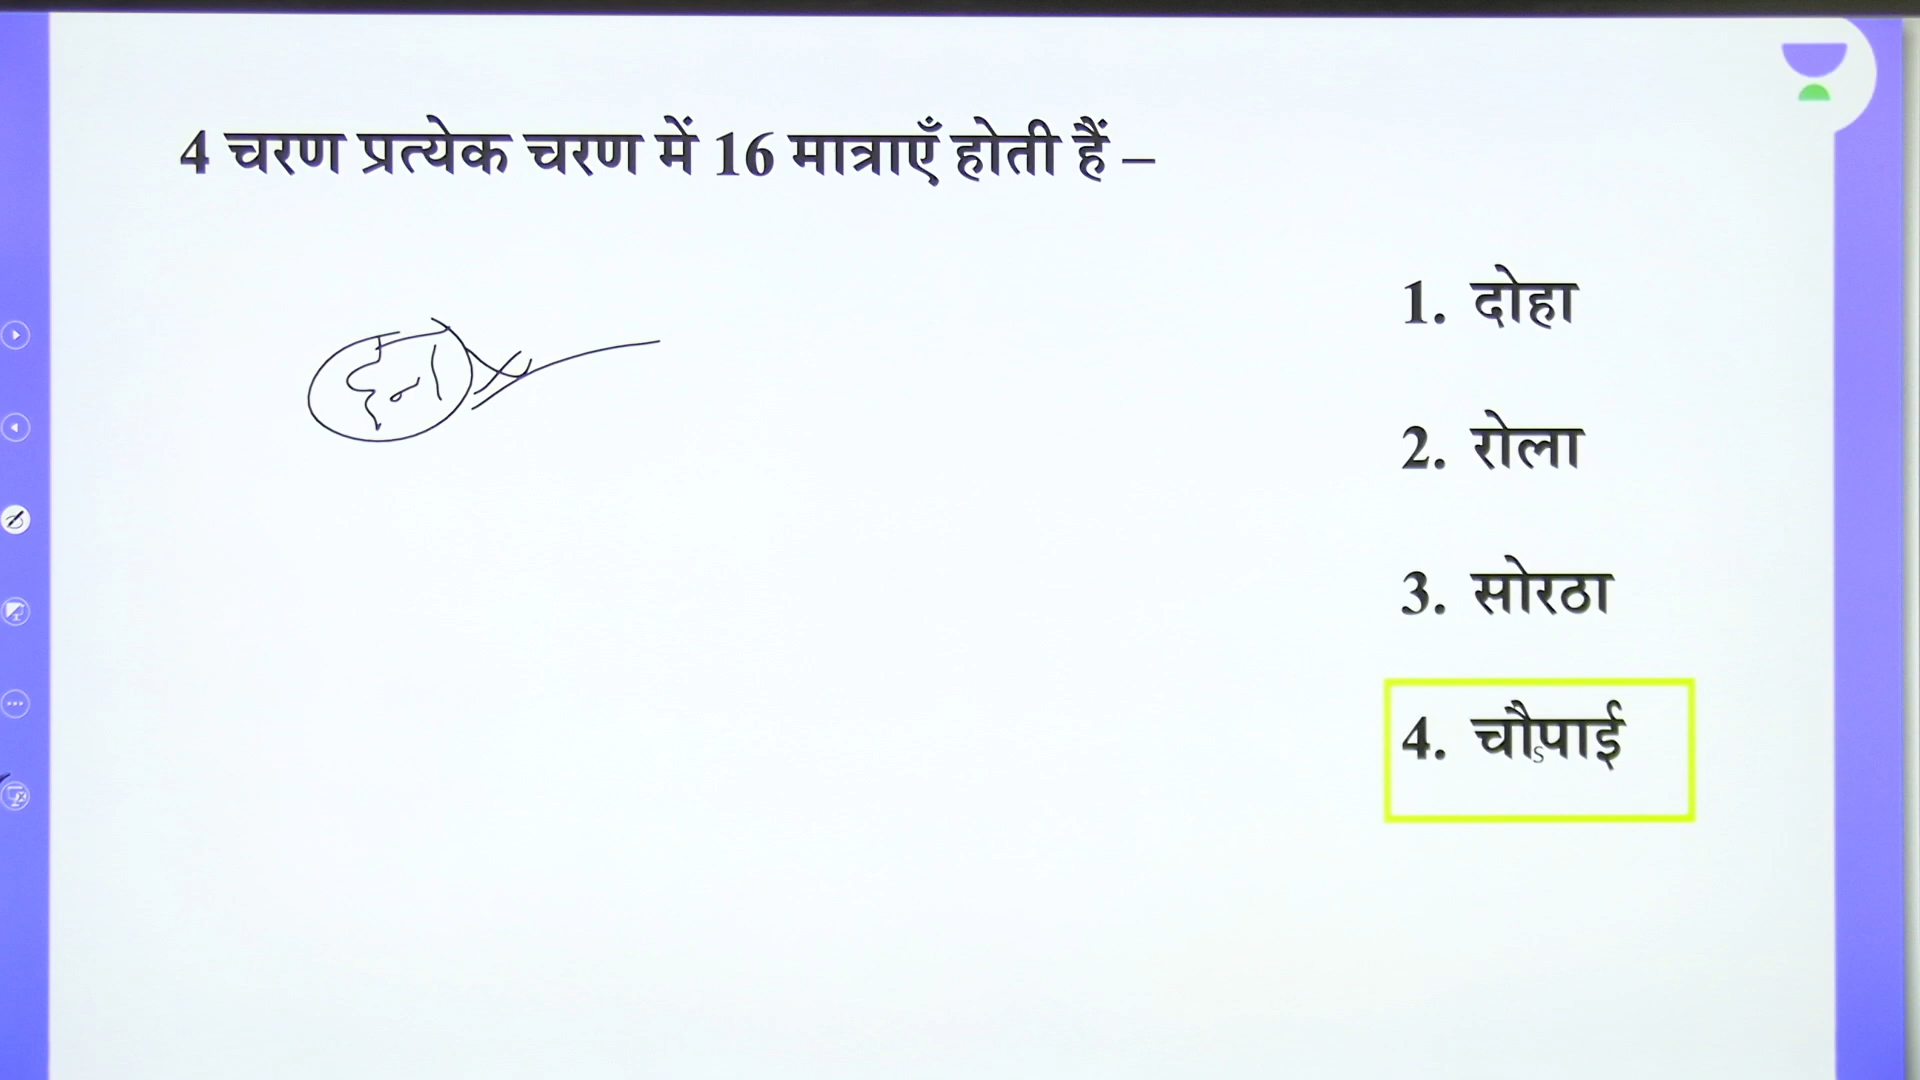 4 चरण प्रत्येक चरण में 16 मात्राएँ होती हैं –
1. दोहा
2. रोला
3. सोरठा
4. चौपाई